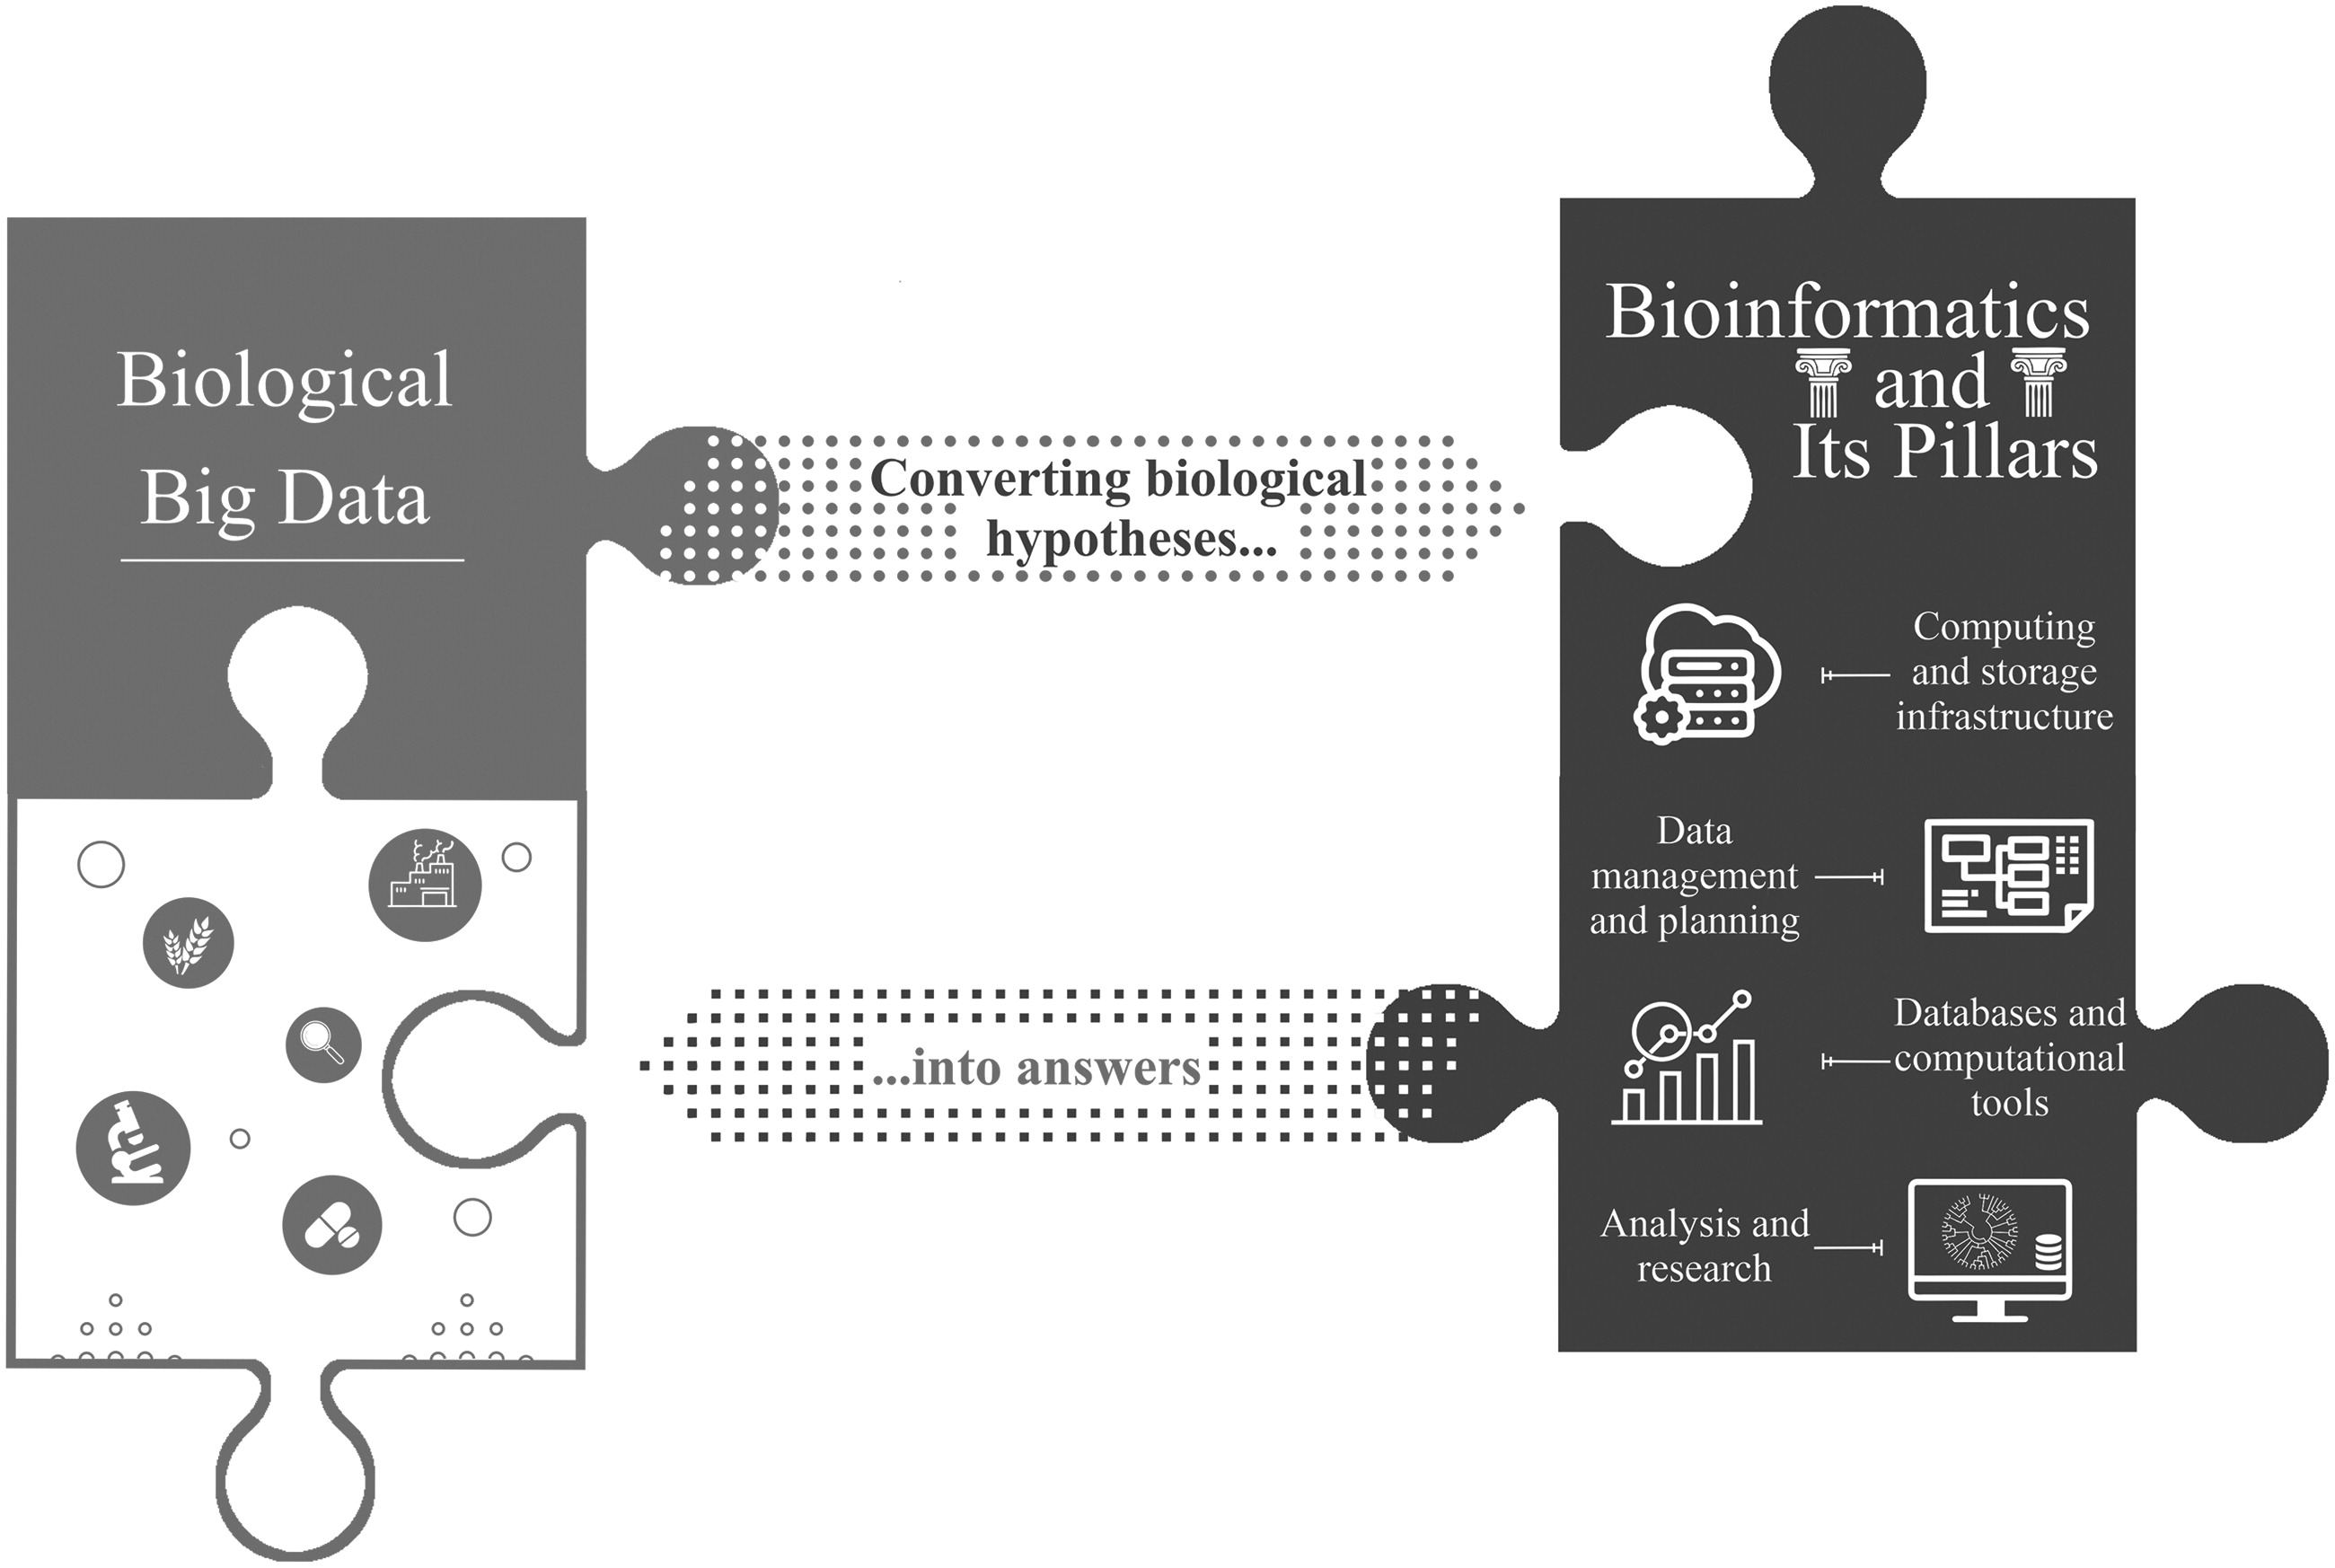 Biological
Big Data
Converting biological
hypotheses...
...into answers
Bioinformatics
and
Its Pillars
Computing
and storage
infrastructure
Data
management
and planning
Databases and
computational
tools
Analysis and
research